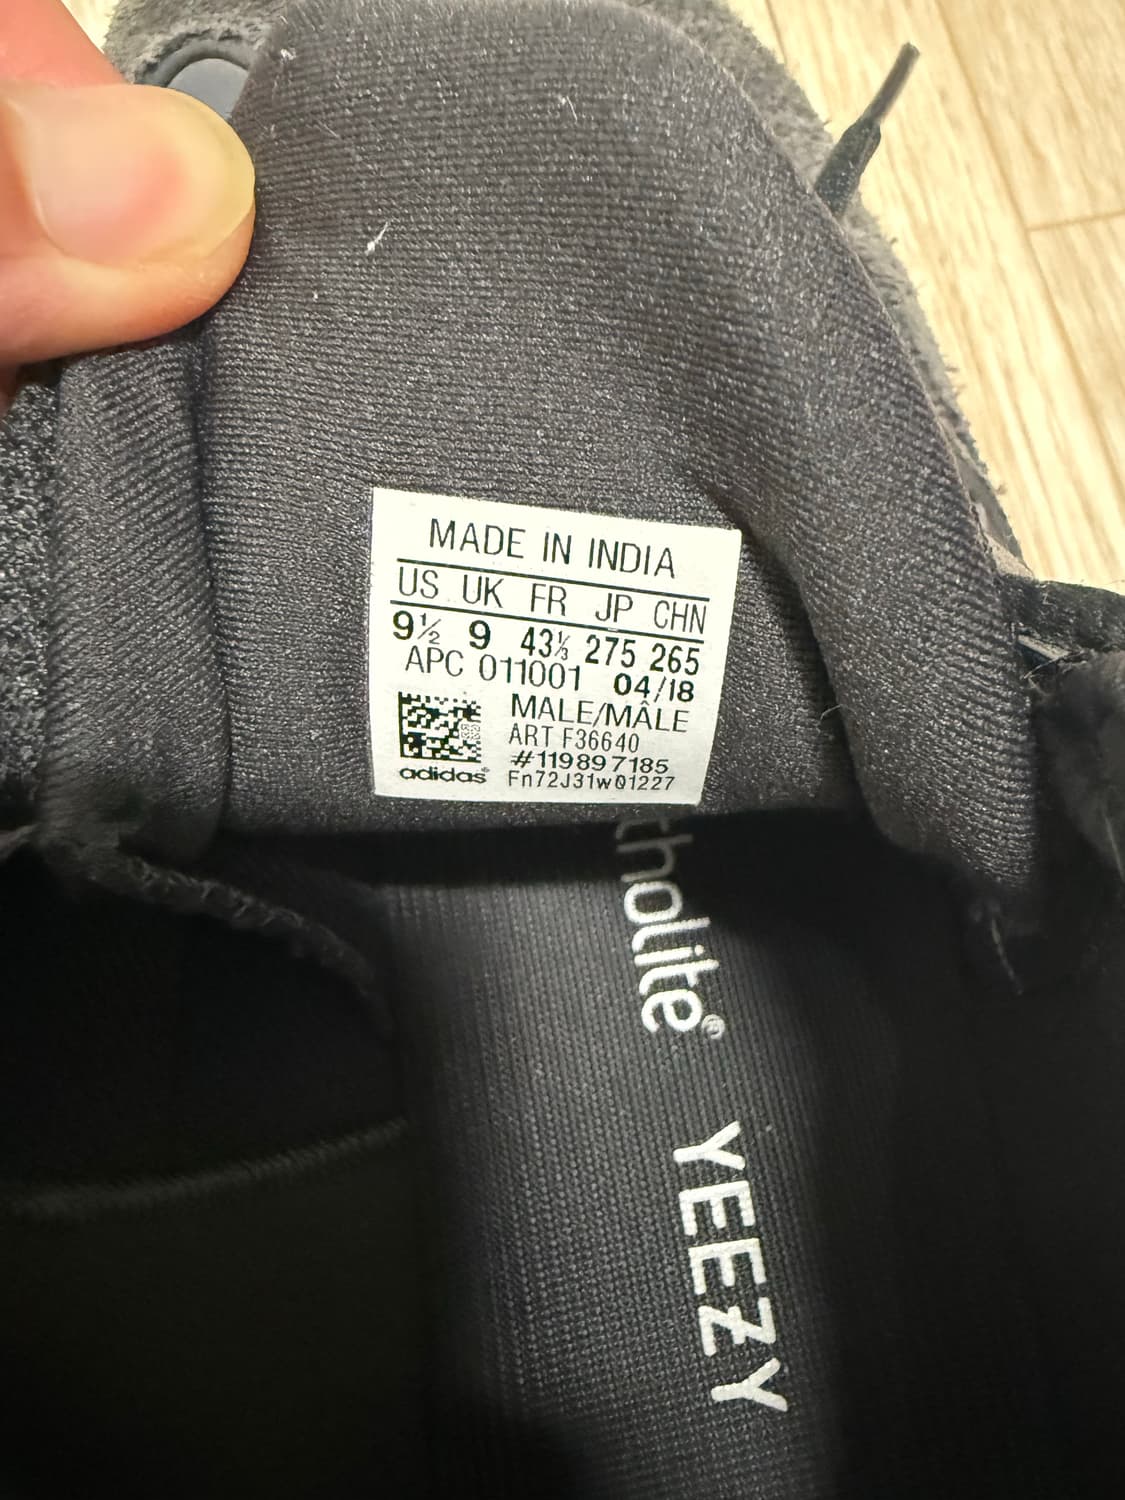 MADE IN INDIA
US UK FR JP CHN
9½ 9 43⅓ 275 265
APC 011001 04/18
MALE/MÂLE
ART F36640
#119897185
adidas® Fn72J31w01227
tholite®
YEEZY